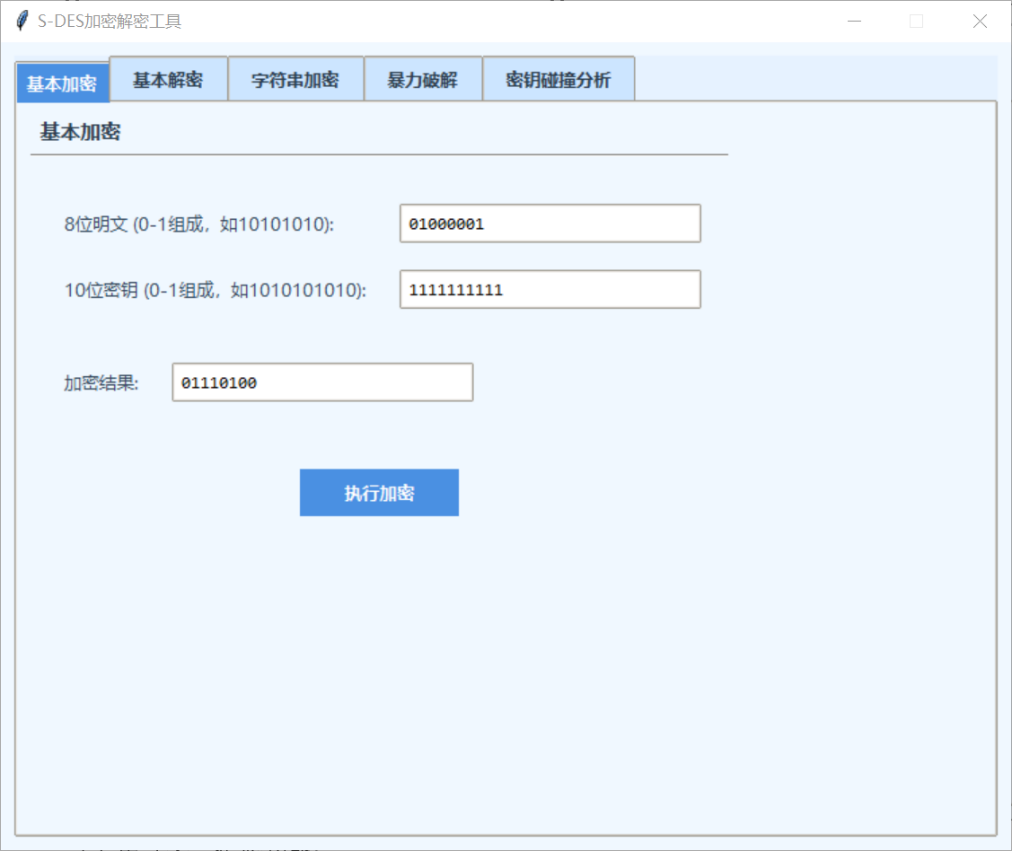 S-DES加密解密工具
基本加密 基本解密 字符串加密 暴力破解 密钥碰撞分析
基本加密
8位明文 (0-1组成，如10101010): 01000001
10位密钥 (0-1组成，如1010101010): 1111111111
加密结果: 01110100
执行加密